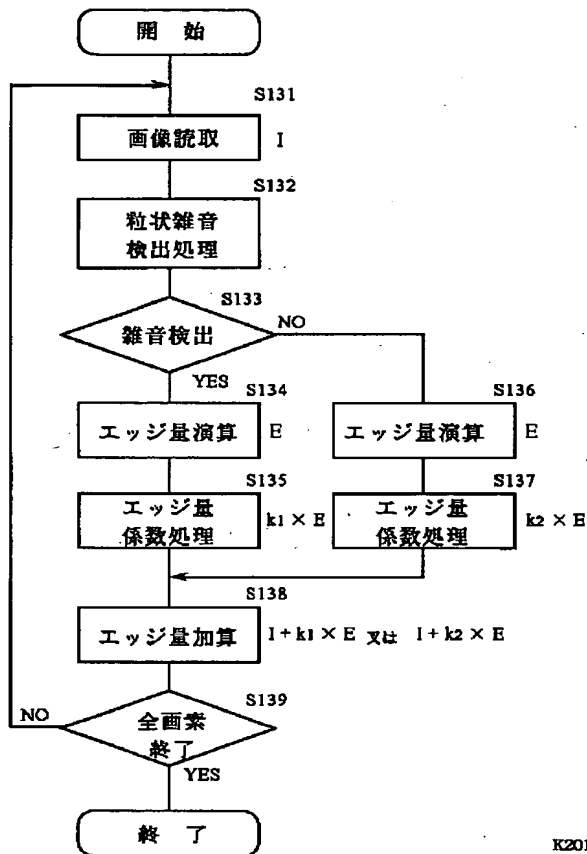 開 始
S131
画像読取 I
S132
粒状雑音
検出処理
S133
雑音検出 NO
YES
S134
エッジ量演算 E
S136
エッジ量演算 E
S135
エッジ量
係数処理 k1 × E
S137
エッジ量
係数処理 k2 × E
S138
エッジ量加算 I + k1 × E 又は I + k2 × E
S139
NO 全画素
終了
YES
終 了
K201